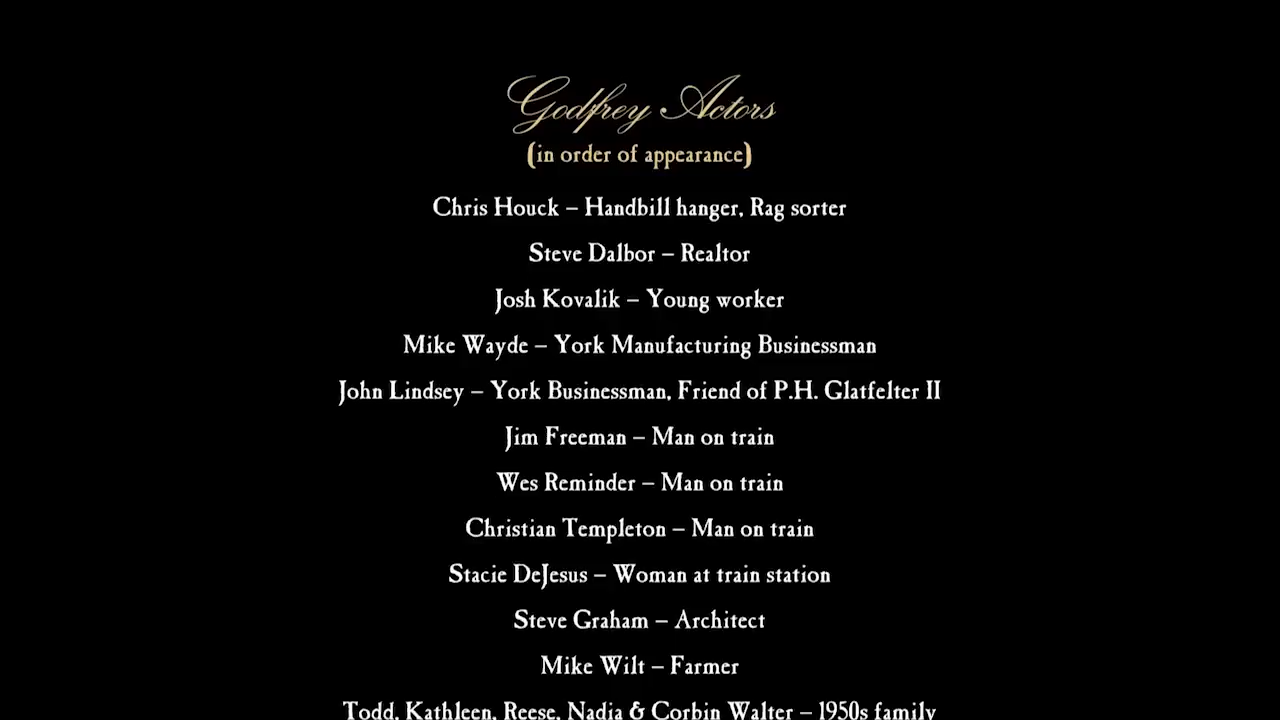 Godfrey Actors
(in order of appearance)
Chris Houck – Handbill hanger, Rag sorter
Steve Dalbor – Realtor
Josh Kovalik – Young worker
Mike Wayde – York Manufacturing Businessman
John Lindsey – York Businessman, Friend of P.H. Glatfelter II
Jim Freeman – Man on train
Wes Reminder – Man on train
Christian Templeton – Man on train
Stacie DeJesus – Woman at train station
Steve Graham – Architect
Mike Wilt – Farmer
Todd, Kathleen, Reese, Nadia & Corbin Walter – 1950s family